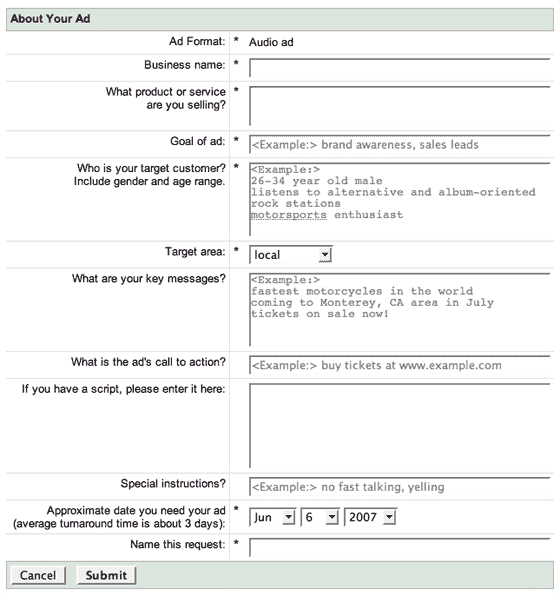 About Your Ad
Ad Format: * Audio ad
Business name: *
What product or service *
are you selling?
Goal of ad: * <Example:> brand awareness, sales leads
Who is your target customer? * <Example:>
Include gender and age range. 26-34 year old male
listens to alternative and album-oriented
rock stations
motorsports enthusiast
Target area: * local
What are your key messages? <Example:>
fastest motorcycles in the world
coming to Monterey, CA area in July
tickets on sale now!
What is the ad's call to action? <Example:> buy tickets at www.example.com
If you have a script, please enter it here:
Special instructions? <Example:> no fast talking, yelling
Approximate date you need your ad * Jun 6 2007
(average turnaround time is about 3 days):
Name this request: *
Cancel Submit